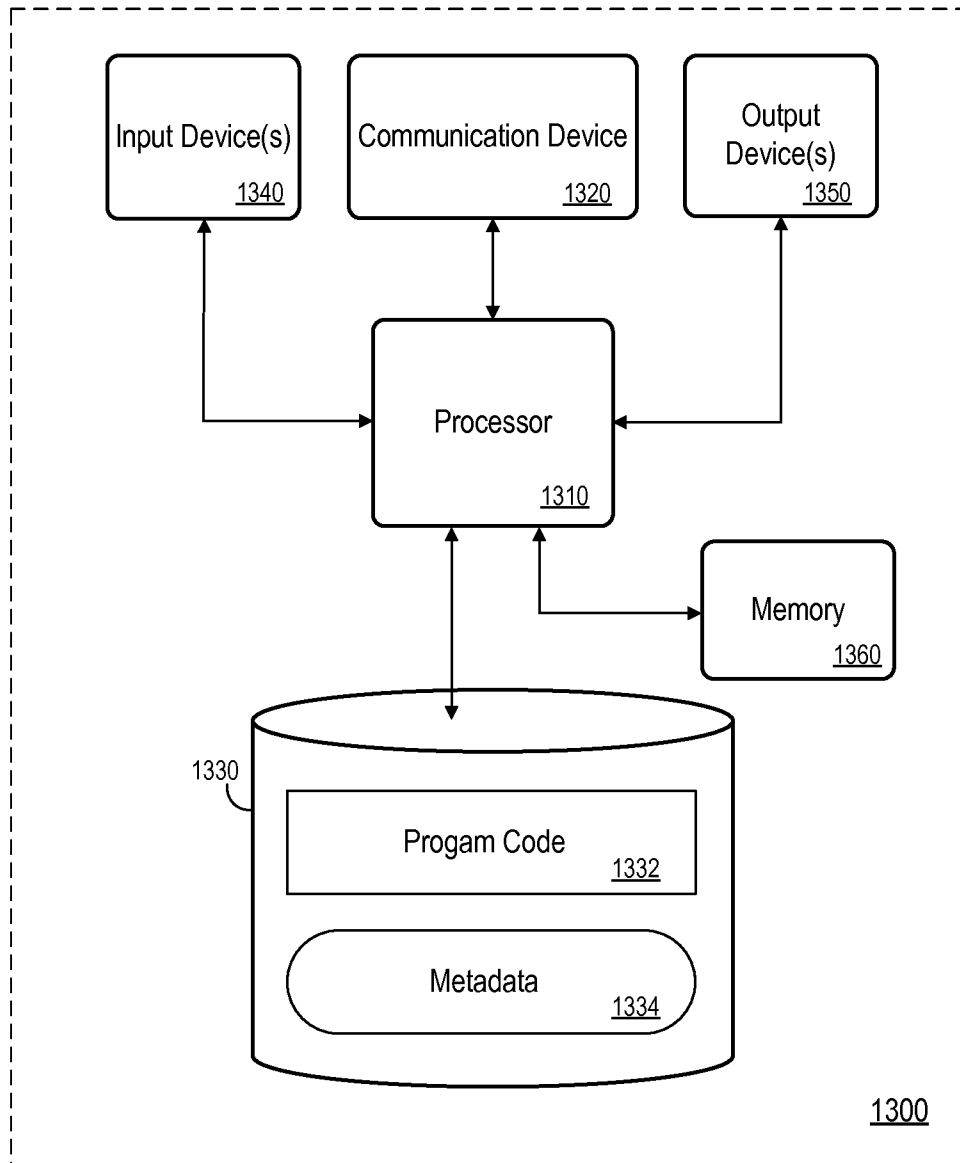 Input Device(s)
1340
Communication Device
1320
Output
Device(s)
1350
Processor
1310
Memory
1360
1330
Progam Code
1332
Metadata
1334
1300